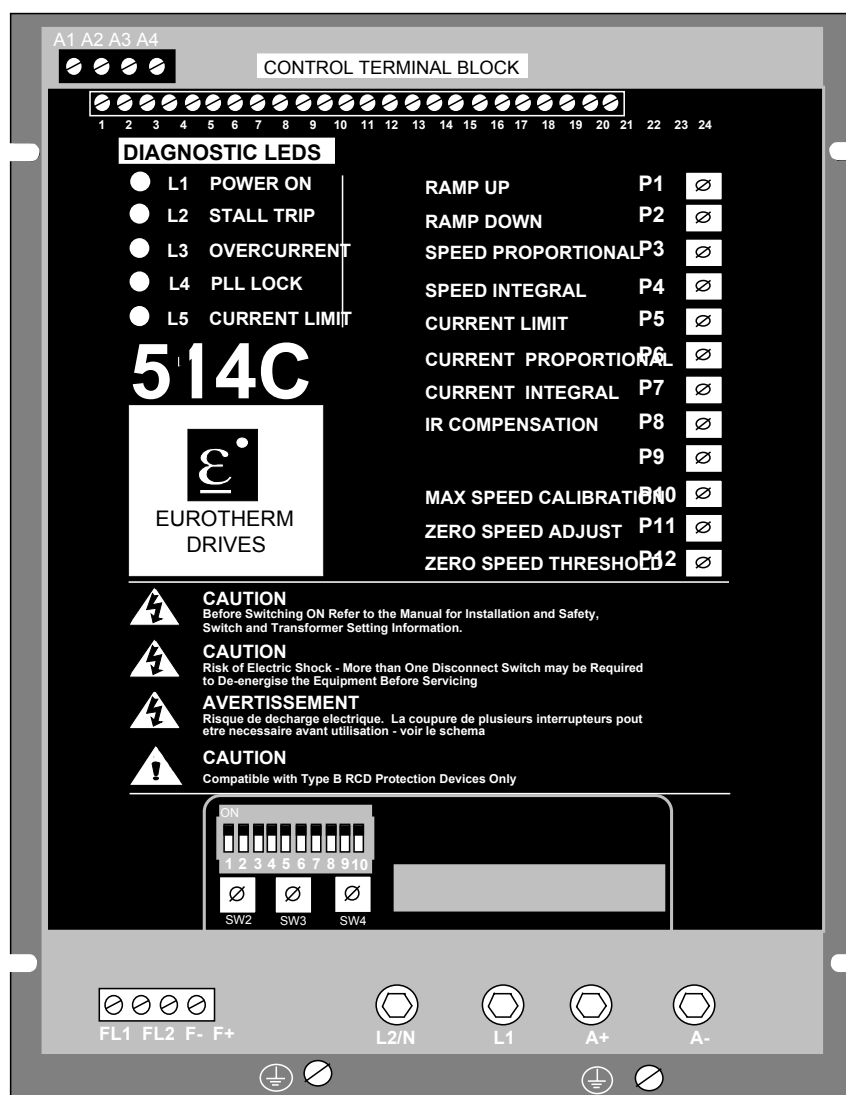 A1 A2 A3 A4
CONTROL TERMINAL BLOCK
1 2 3 4 5 6 7 8 9 10 11 12 13 14 15 16 17 18 19 20 21 22 23 24
DIAGNOSTIC LEDS
L1 POWER ON
L2 STALL TRIP
L3 OVERCURRENT
L4 PLL LOCK
L5 CURRENT LIMIT
514C
EUROTHERM
DRIVES
RAMP UP P1
RAMP DOWN P2
SPEED PROPORTIONAL P3
SPEED INTEGRAL P4
CURRENT LIMIT P5
CURRENT PROPORTIONAL P6
CURRENT INTEGRAL P7
IR COMPENSATION P8
P9
MAX SPEED CALIBRATION P10
ZERO SPEED ADJUST P11
ZERO SPEED THRESHOLD P12
CAUTION
Before Switching ON Refer to the Manual for Installation and Safety,
Switch and Transformer Setting Information.
CAUTION
Risk of Electric Shock - More than One Disconnect Switch may be Required
to De-energise the Equipment Before Servicing
AVERTISSEMENT
Risque de decharge electrique. La coupure de plusieurs interrupteurs pout
etre necessaire avant utilisation - voir le schema
CAUTION
Compatible with Type B RCD Protection Devices Only
ON
1 2 3 4 5 6 7 8 9 10
SW2 SW3 SW4
FL1 FL2 F- F+ L2/N L1 A+ A-